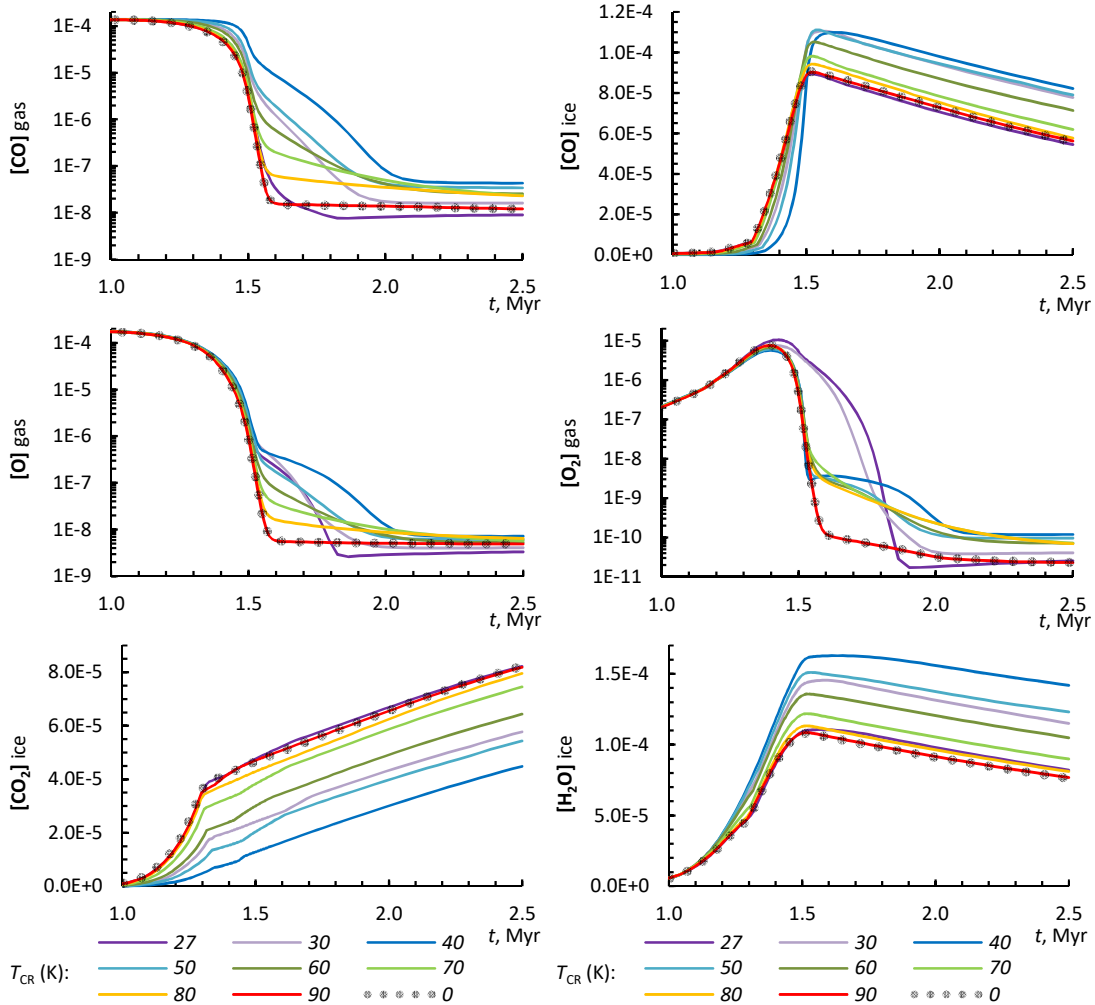 [CO] gas
1E-4
1E-5
1E-6
1E-7
1E-8
1E-9
1.0 1.5 2.0 2.5
t, Myr
[CO] ice
1.2E-4
1.0E-4
8.0E-5
6.0E-5
4.0E-5
2.0E-5
0.0E+0
1.0 1.5 2.0 2.5
t, Myr
[O] gas
1E-4
1E-5
1E-6
1E-7
1E-8
1E-9
1.0 1.5 2.0 2.5
t, Myr
[O₂] gas
1E-5
1E-6
1E-7
1E-8
1E-9
1E-10
1E-11
1.0 1.5 2.0 2.5
t, Myr
[CO₂] ice
8.0E-5
6.0E-5
4.0E-5
2.0E-5
0.0E+0
1.0 1.5 2.0 2.5
t, Myr
[H₂O] ice
1.5E-4
1.0E-4
5.0E-5
0.0E+0
1.0 1.5 2.0 2.5
t, Myr
T_CR (K):
27 30 40
50 60 70
80 90 0
T_CR (K):
27 30 40
50 60 70
80 90 0